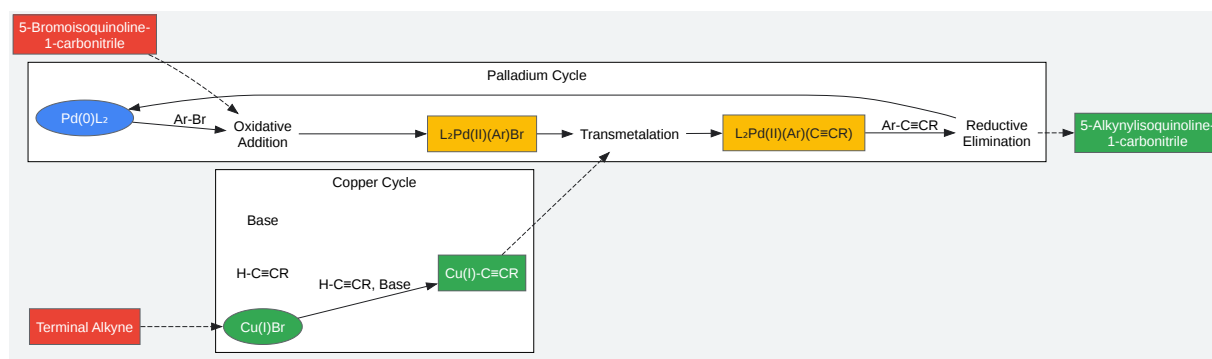 5-Bromoisoquinoline-
1-carbonitrile
Palladium Cycle
Pd(0)L₂
Ar-Br
Oxidative
Addition
L₂Pd(II)(Ar)Br
Transmetalation
L₂Pd(II)(Ar)(C≡CR)
Ar-C≡CR
Reductive
Elimination
5-Alkynylisoquinoline-
1-carbonitrile
Copper Cycle
Base
H-C≡CR
H-C≡CR, Base
Cu(I)-C≡CR
Terminal Alkyne
Cu(I)Br